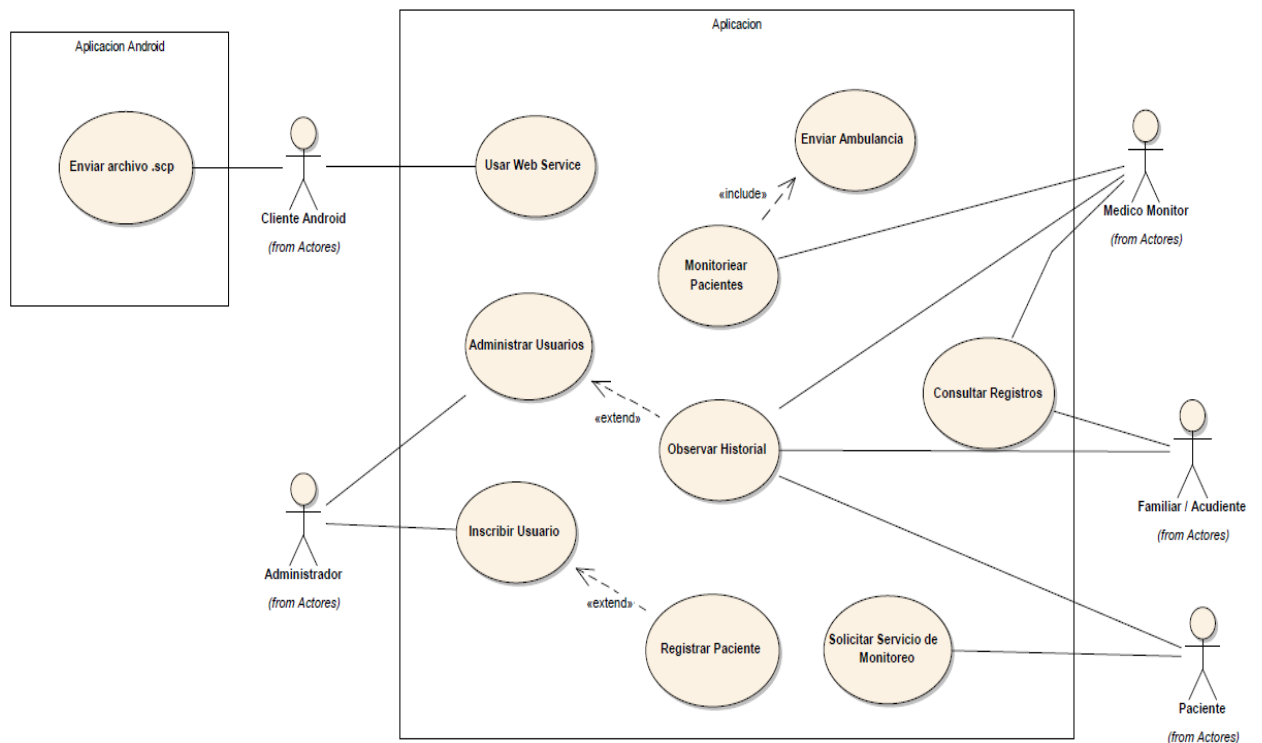 Aplicacion Android
Enviar archivo .scp
Cliente Android
(from Actores)
Aplicacion
Usar Web Service
Enviar Ambulancia
«include»
Monitoriear
Pacientes
Medico Monitor
(from Actores)
Administrar Usuarios
«extend»
Observar Historial
Consultar Registros
Familiar / Acudiente
(from Actores)
Administrador
(from Actores)
Inscribir Usuario
«extend»
Registrar Paciente
Solicitar Servicio de
Monitoreo
Paciente
(from Actores)